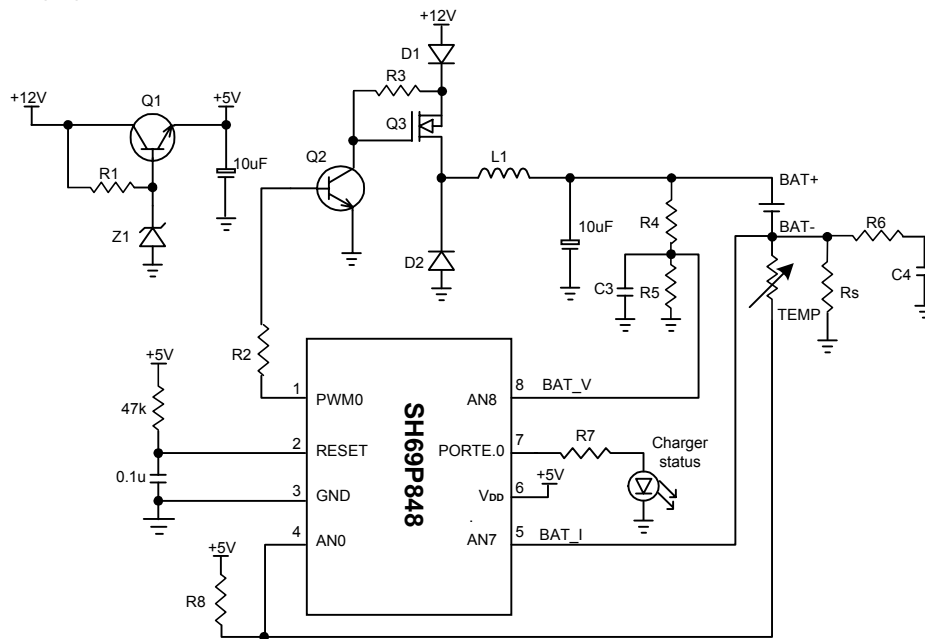 +12V
D1
R3
+12V
Q1
+5V
Q3
10uF
Q2
L1
R1
BAT+
R4
BAT-
R6
Z1
10uF
D2
C3
R5
C4
TEMP
Rs
R2
+5V
1
PWM0
8
BAT_V
AN8
47k
SH69P848
2
RESET
PORTE.0
7
R7
Charger
status
+5V
0.1u
3
GND
VDD
6
4
AN0
AN7
5
BAT_I
+5V
R8